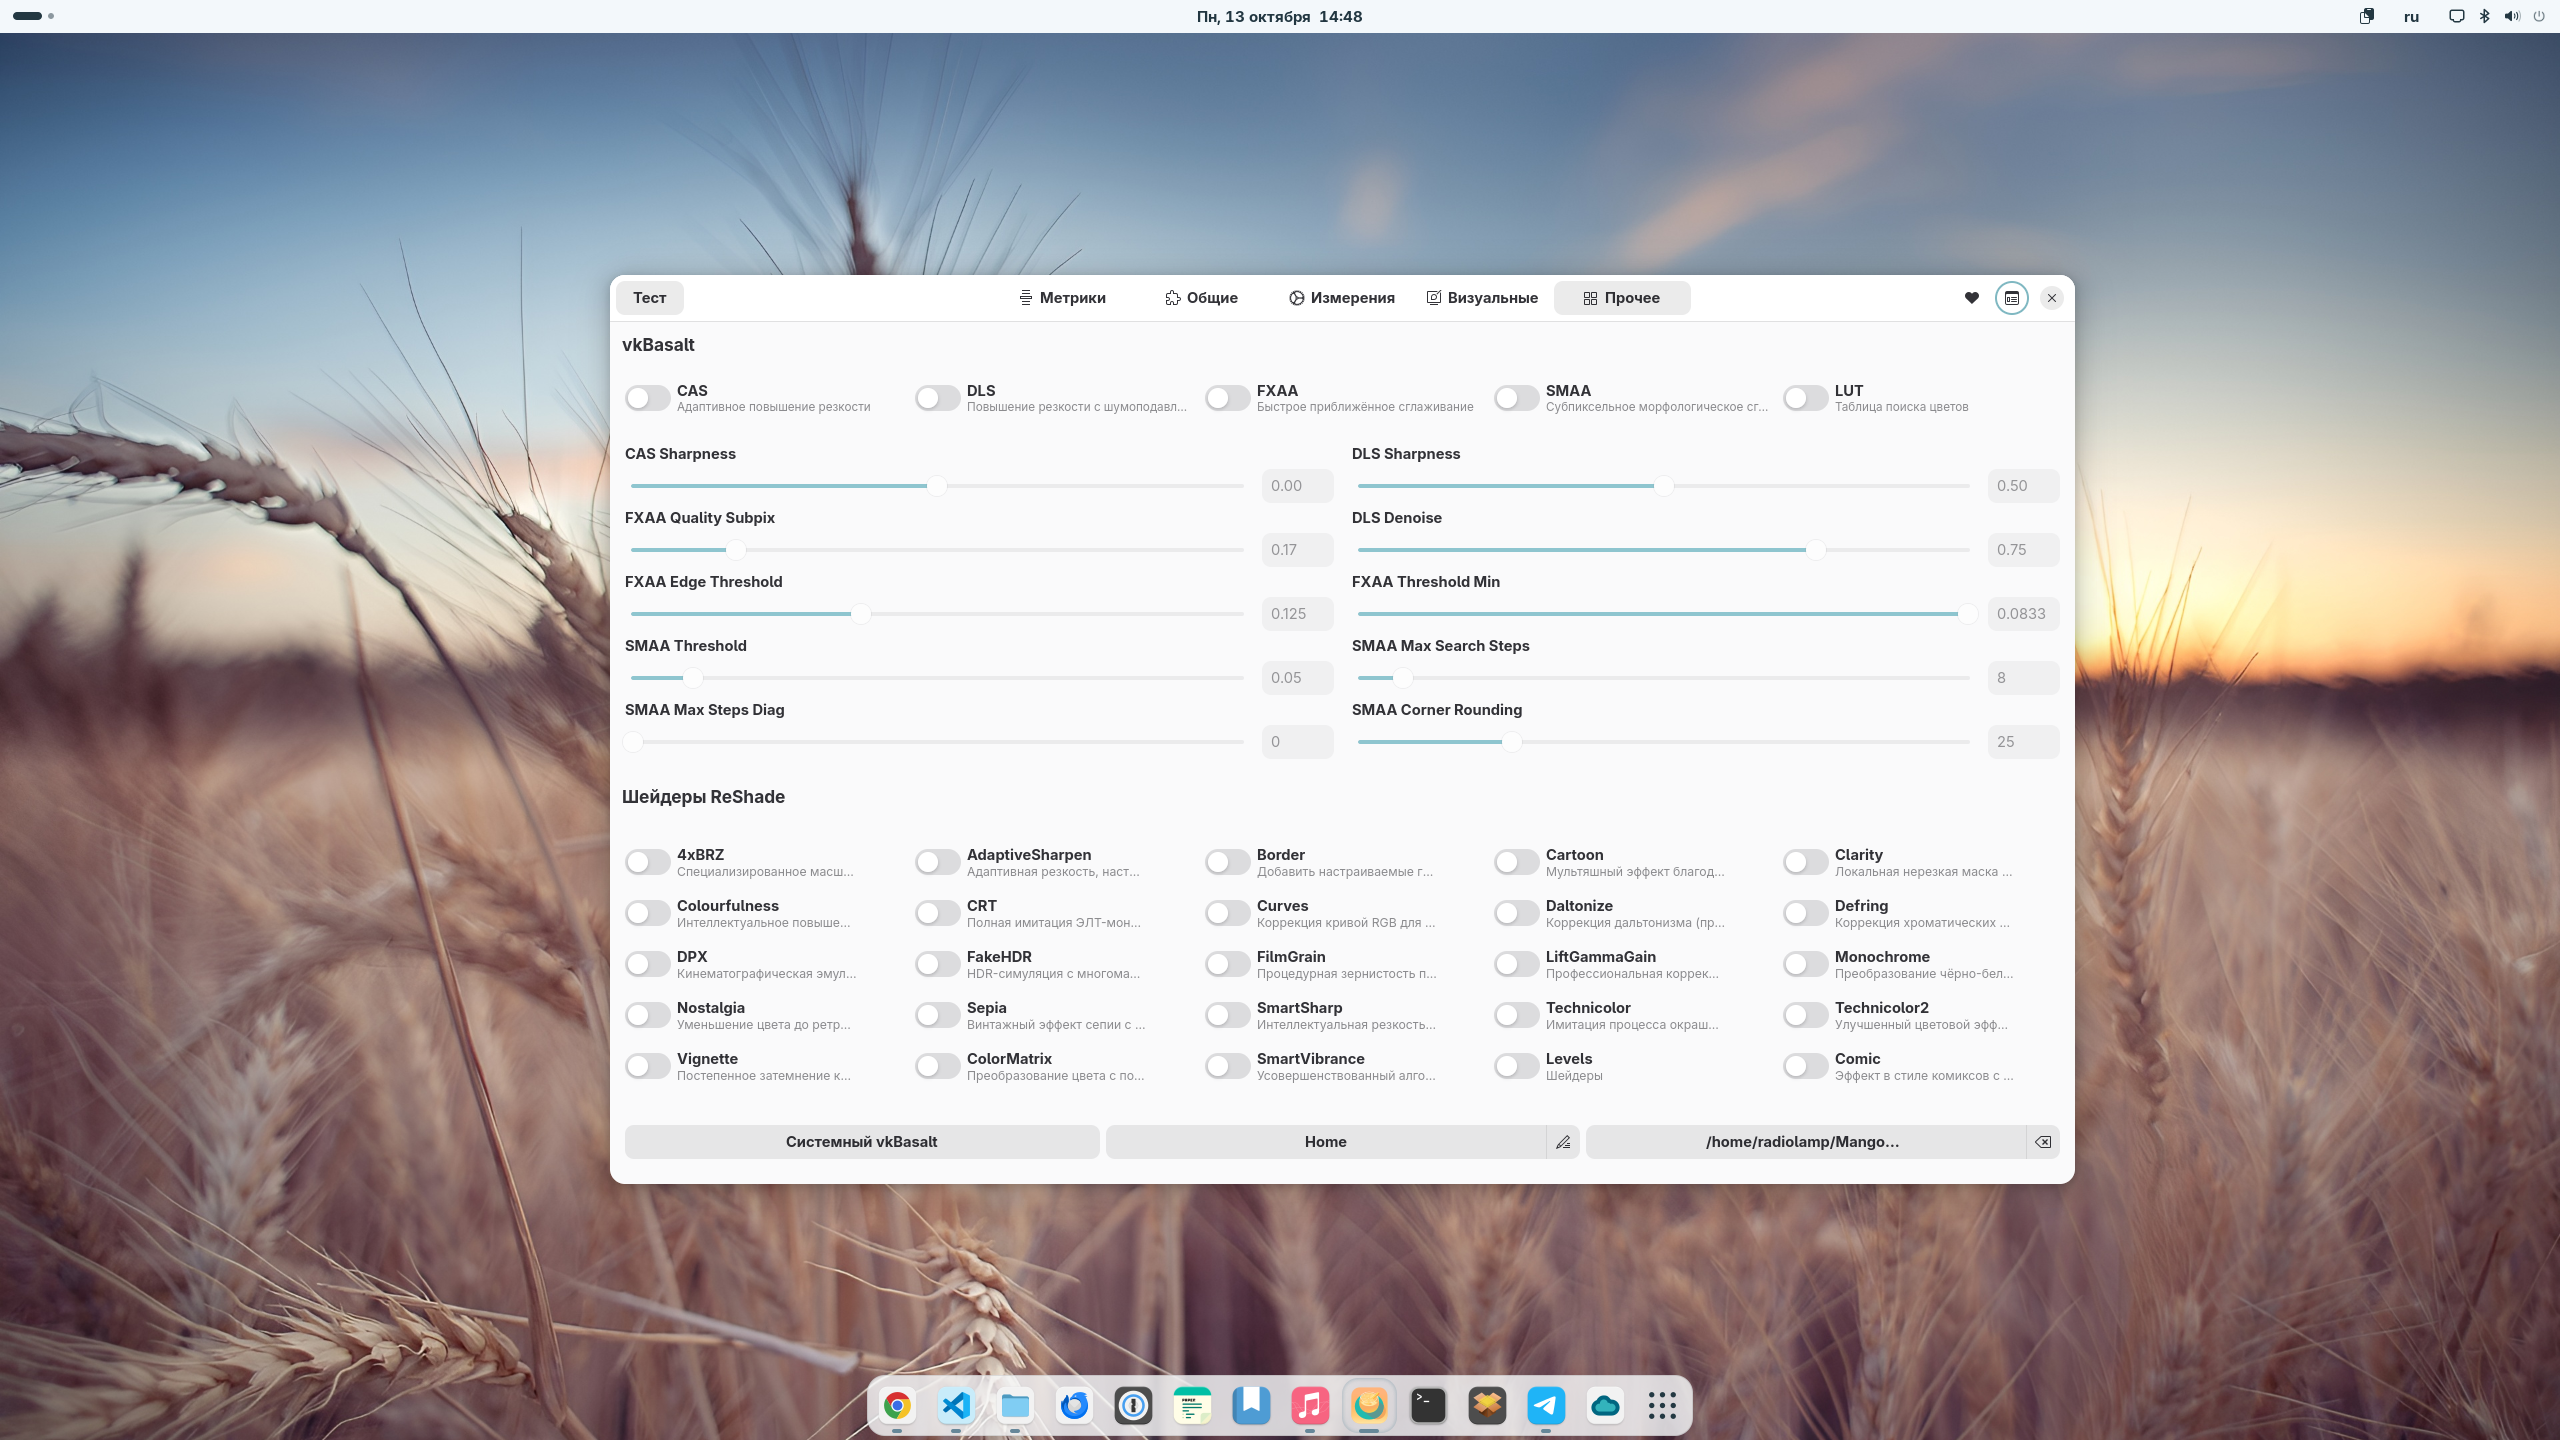 Пн, 13 октября 14:48
ru
Тест
Метрики
Общие
Измерения
Визуальные
Прочее
vkBasalt
CAS
Адаптивное повышение резкости
DLS
Повышение резкости с шумоподавл...
FXAA
Быстрое приближённое сглаживание
SMAA
Субпиксельное морфологическое сг...
LUT
Таблица поиска цветов
CAS Sharpness
0.00
DLS Sharpness
0.50
FXAA Quality Subpix
0.17
DLS Denoise
0.75
FXAA Edge Threshold
0.125
FXAA Threshold Min
0.0833
SMAA Threshold
0.05
SMAA Max Search Steps
8
SMAA Max Steps Diag
0
SMAA Corner Rounding
25
Шейдеры ReShade
4xBRZ
Специализированное масш...
AdaptiveSharpen
Адаптивная резкость, наст...
Border
Добавить настраиваемые г...
Cartoon
Мультяшный эффект благод...
Clarity
Локальная нерезкая маска ...
Colourfulness
Интеллектуальное повыше...
CRT
Полная имитация ЭЛТ-мон...
Curves
Коррекция кривой RGB для ...
Daltonize
Коррекция дальтонизма (пр...
Defring
Коррекция хроматических ...
DPX
Кинематографическая эмул...
FakeHDR
HDR-симуляция с многома...
FilmGrain
Процедурная зернистость п...
LiftGammaGain
Профессиональная коррек...
Monochrome
Преобразование чёрно-бел...
Nostalgia
Уменьшение цвета до ретр...
Sepia
Винтажный эффект сепии с ...
SmartSharp
Интеллектуальная резкость...
Technicolor
Имитация процесса окраш...
Technicolor2
Улучшенный цветовой эфф...
Vignette
Постепенное затемнение к...
ColorMatrix
Преобразование цвета с по...
SmartVibrance
Усовершенствованный алго...
Levels
Шейдеры
Comic
Эффект в стиле комиксов с ...
Системный vkBasalt
Home
/home/radiolamp/Mango...